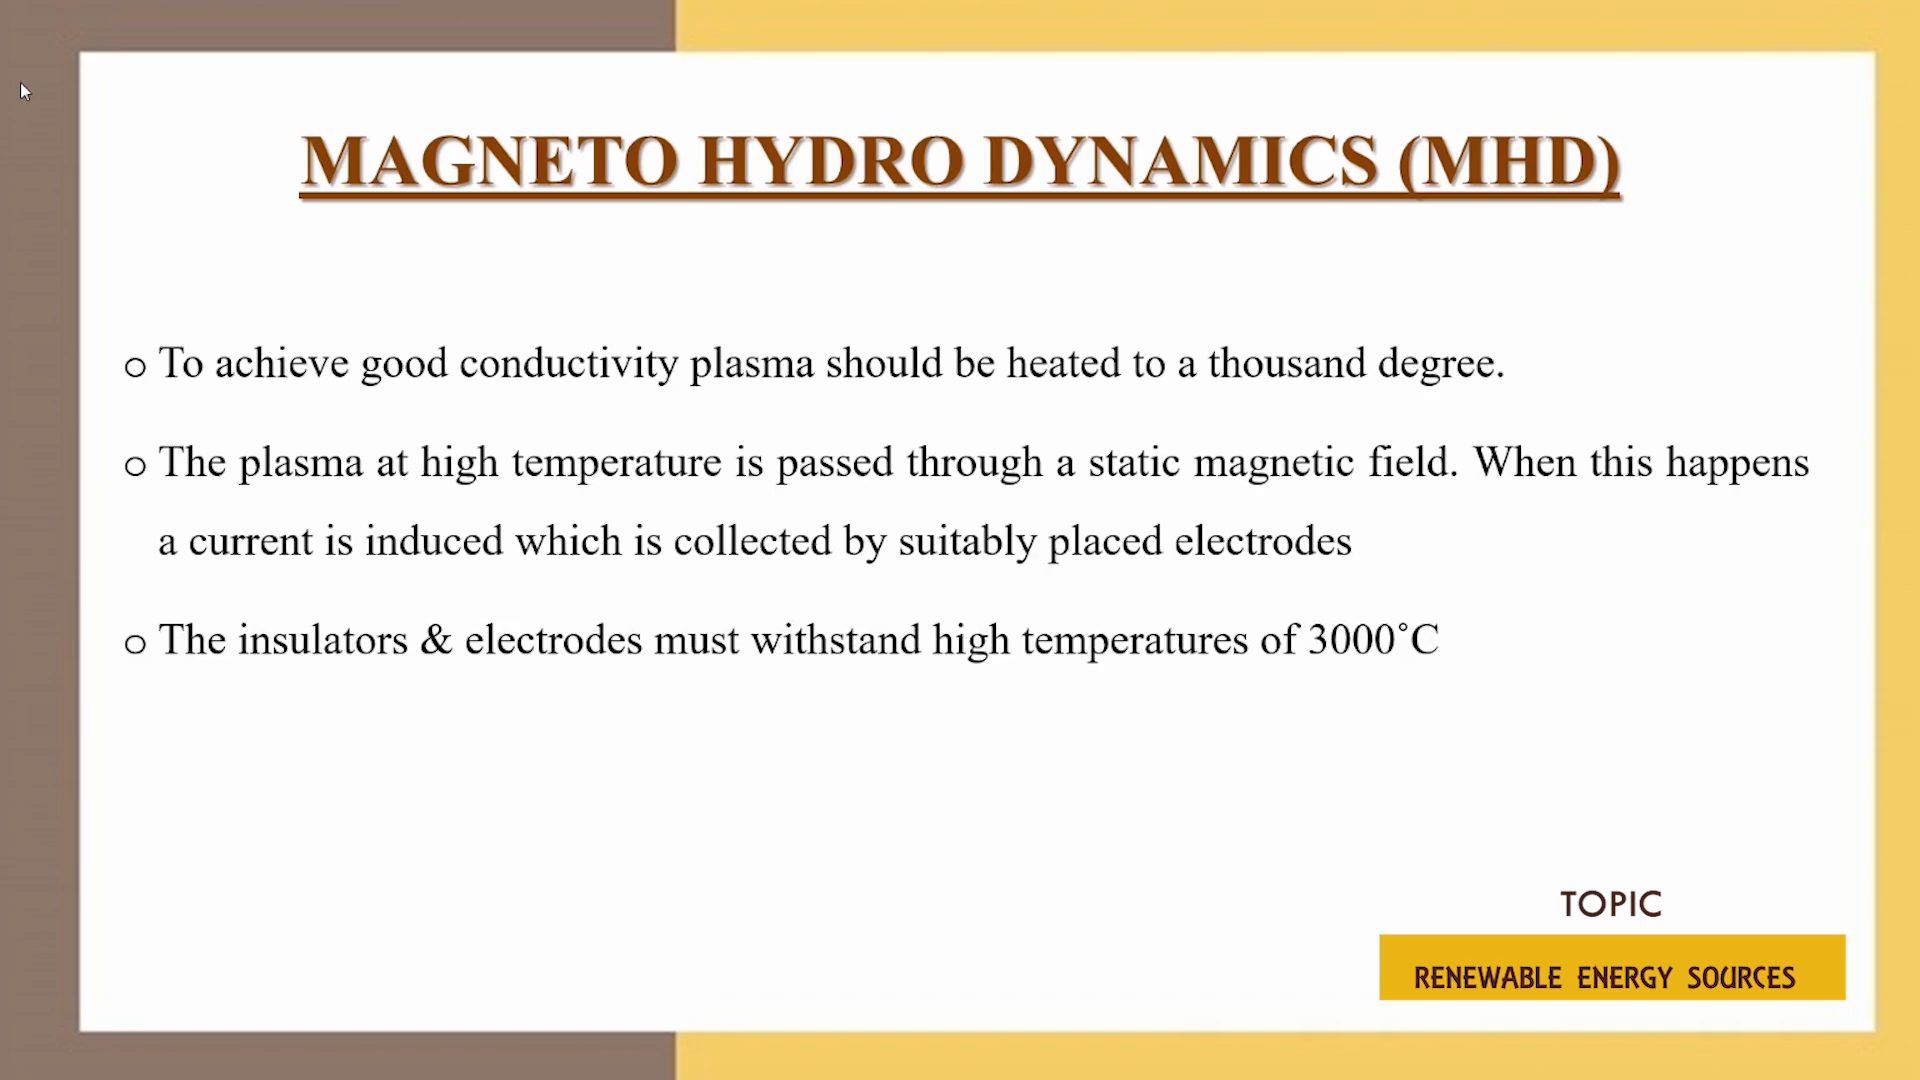 MAGNETO HYDRO DYNAMICS (MHD)
o To achieve good conductivity plasma should be heated to a thousand degree.
o The plasma at high temperature is passed through a static magnetic field. When this happens
a current is induced which is collected by suitably placed electrodes
o The insulators & electrodes must withstand high temperatures of 3000˚C
TOPIC
RENEWABLE ENERGY SOURCES